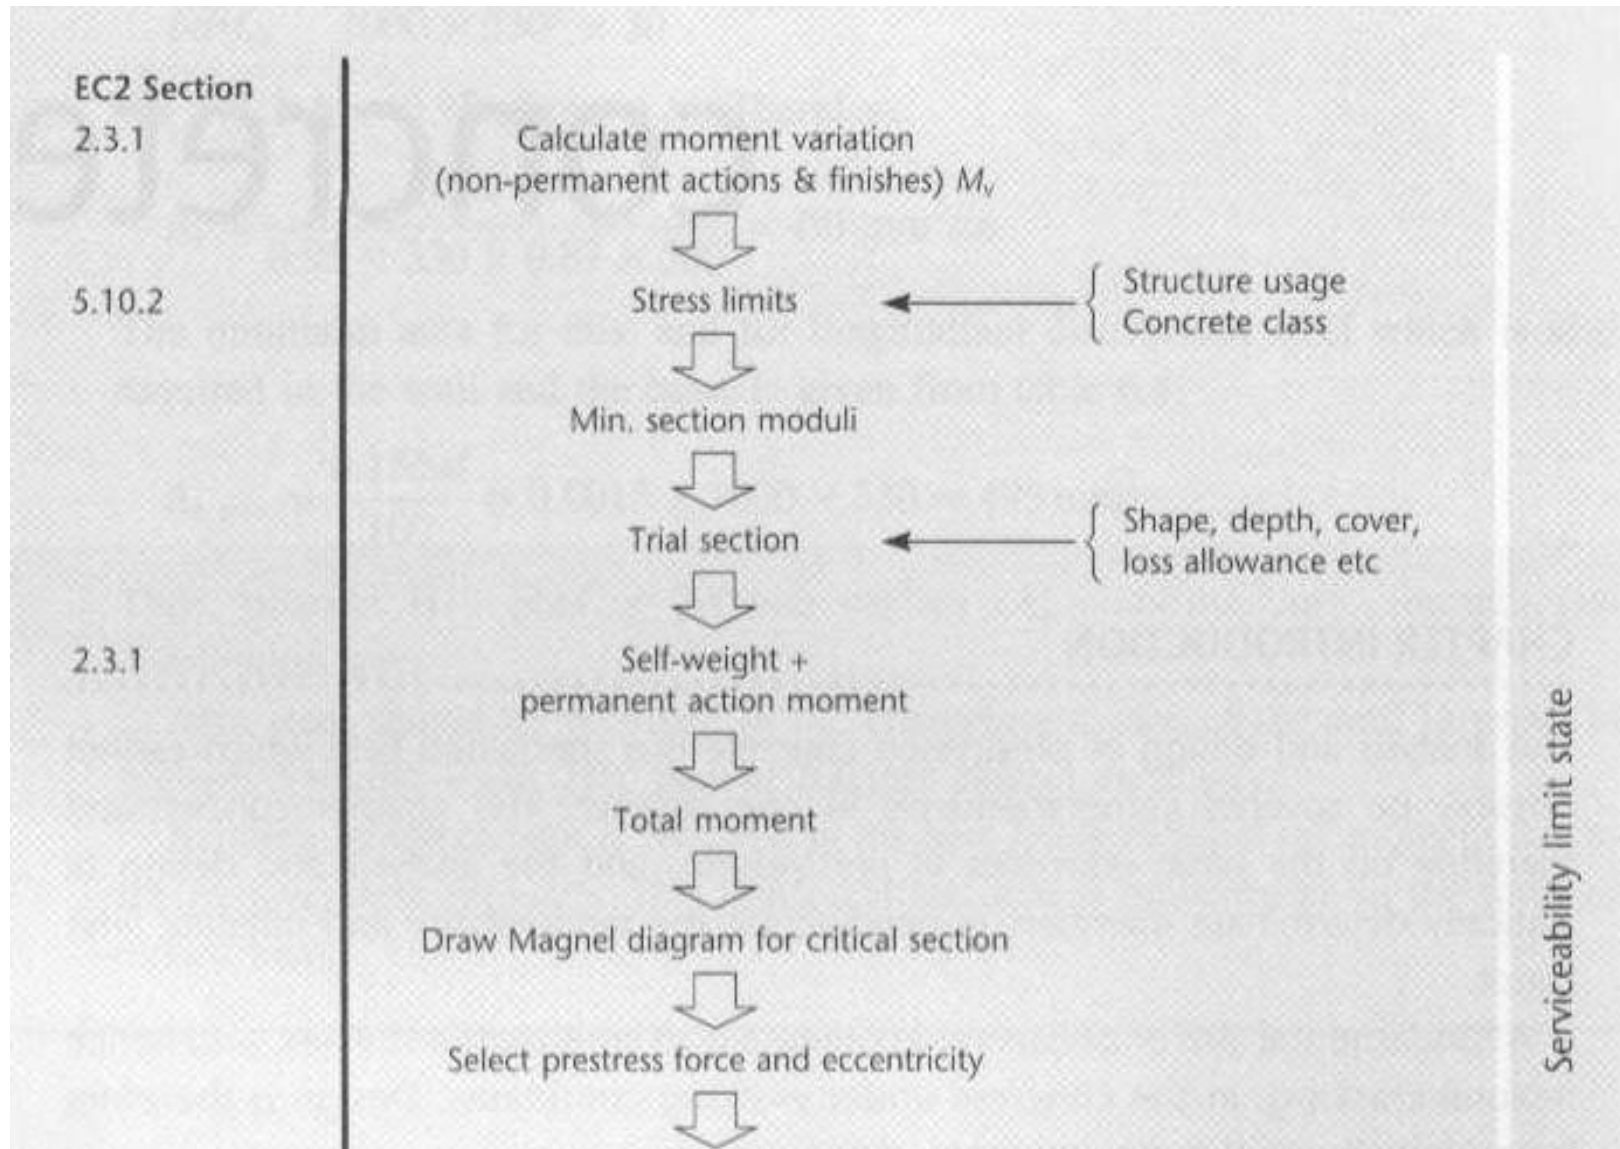 EC2 Section
2.3.1
Calculate moment variation
(non-permanent actions & finishes) Mv
5.10.2
Stress limits
Structure usage
Concrete class
Min. section moduli
Trial section
Shape, depth, cover,
loss allowance etc
2.3.1
Self-weight +
permanent action moment
Total moment
Draw Magnel diagram for critical section
Select prestress force and eccentricity
Serviceability limit state